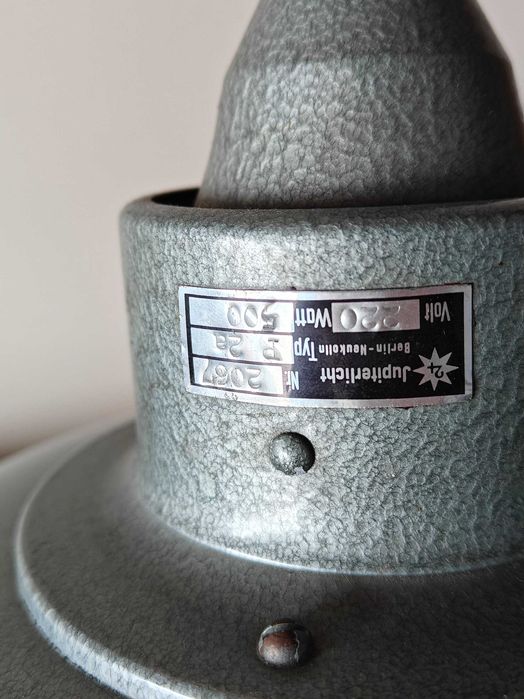 Jupiterlicht Nr. 2067
Berlin-Neukölln Typ P 2a
Volt 220 Watt 500